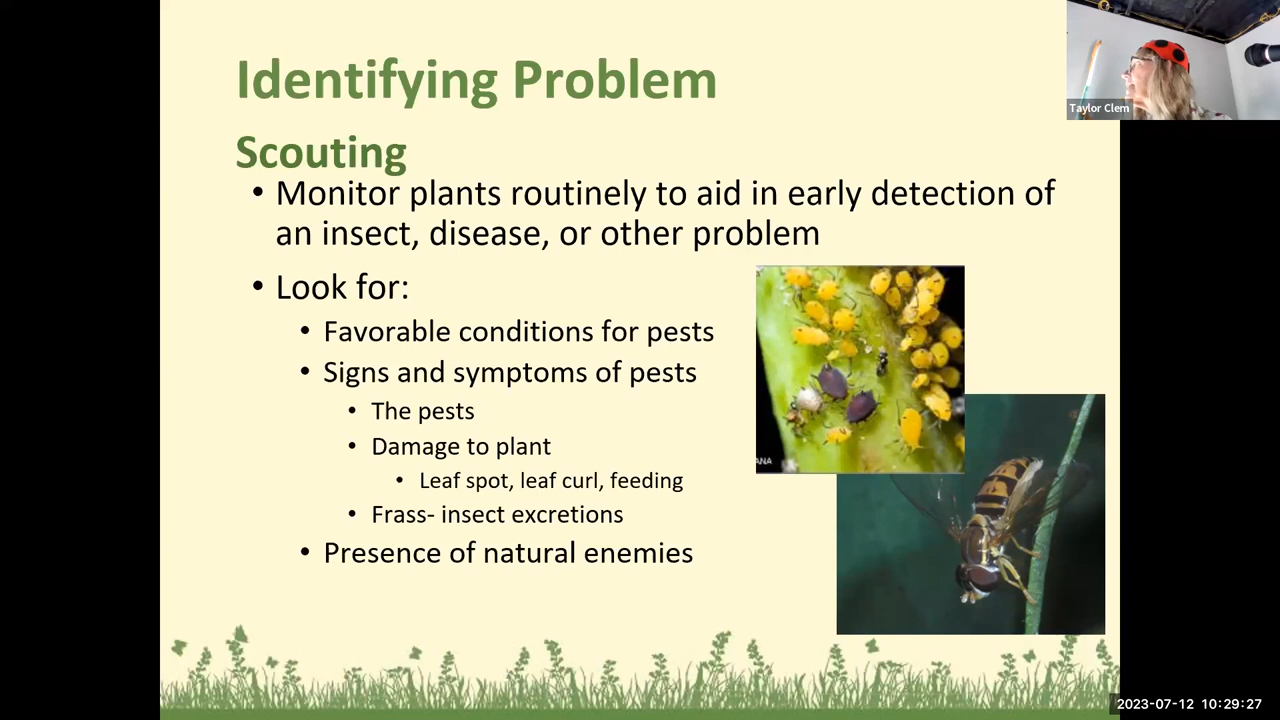 Identifying Problem
Scouting
• Monitor plants routinely to aid in early detection of
an insect, disease, or other problem
• Look for:
• Favorable conditions for pests
• Signs and symptoms of pests
• The pests
• Damage to plant
• Leaf spot, leaf curl, feeding
• Frass- insect excretions
• Presence of natural enemies
ANA
Taylor Clem
2023-07-12 10:29:27